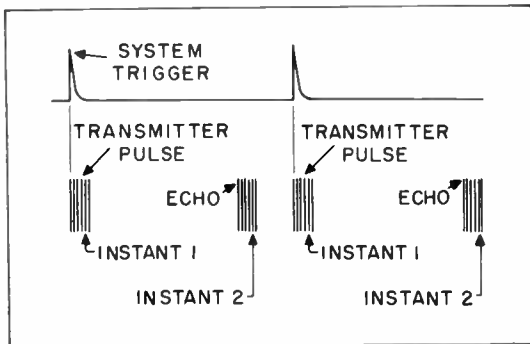 SYSTEM
TRIGGER
TRANSMITTER
PULSE
TRANSMITTER
PULSE
ECHO
ECHO
INSTANT 1
INSTANT 1
INSTANT 2
INSTANT 2